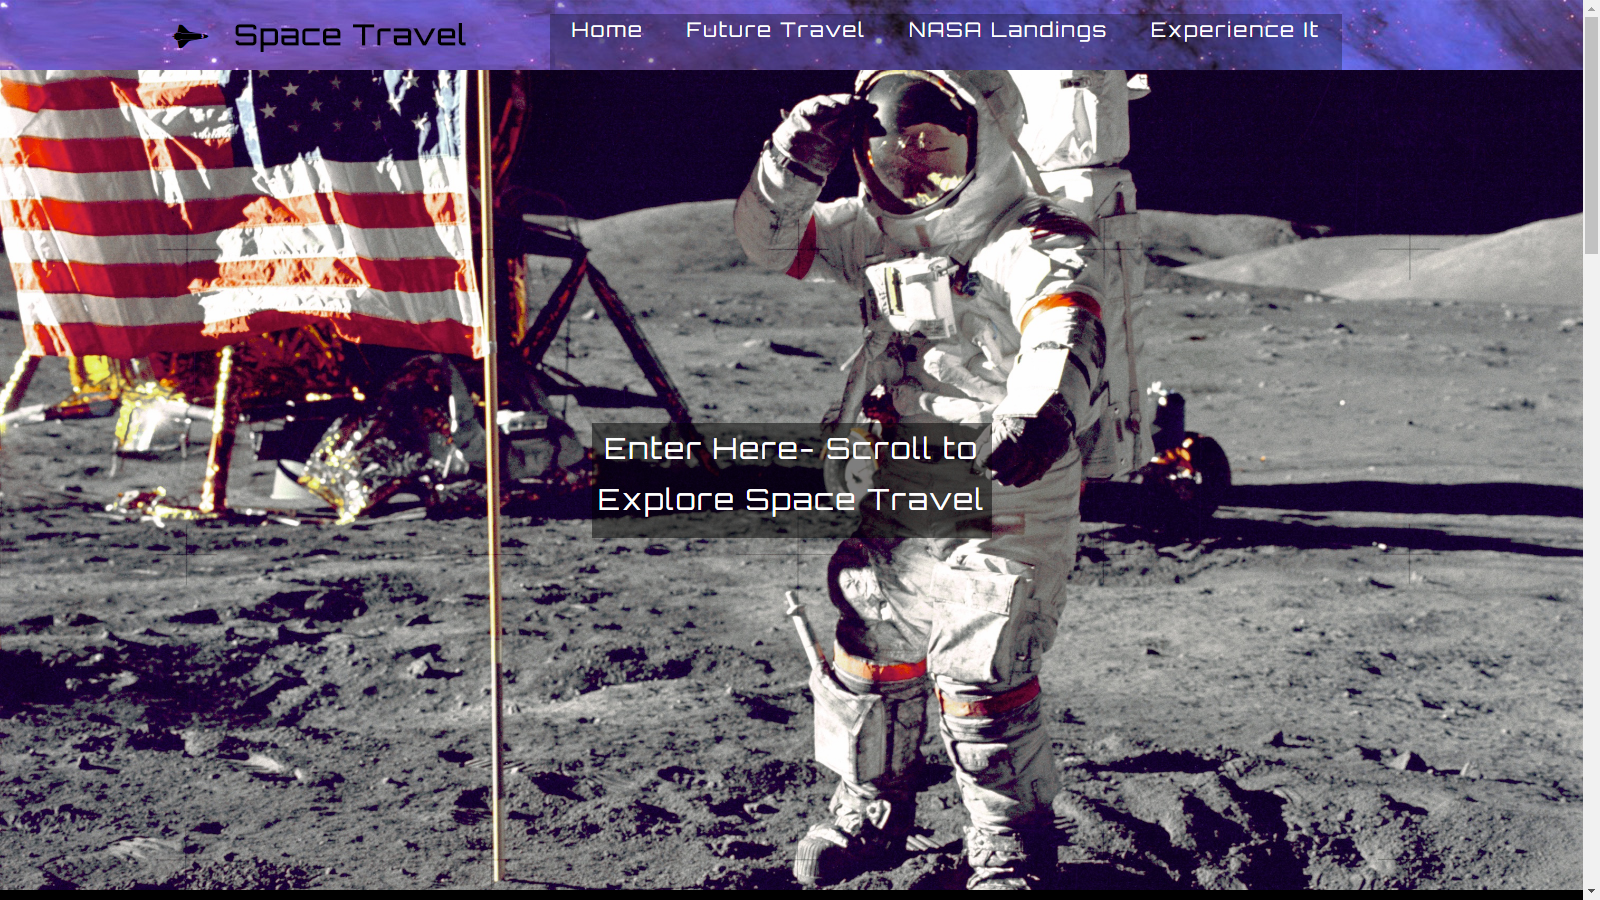 Space Travel
Home Future Travel NASA Landings Experience It
Enter Here- Scroll to
Explore Space Travel